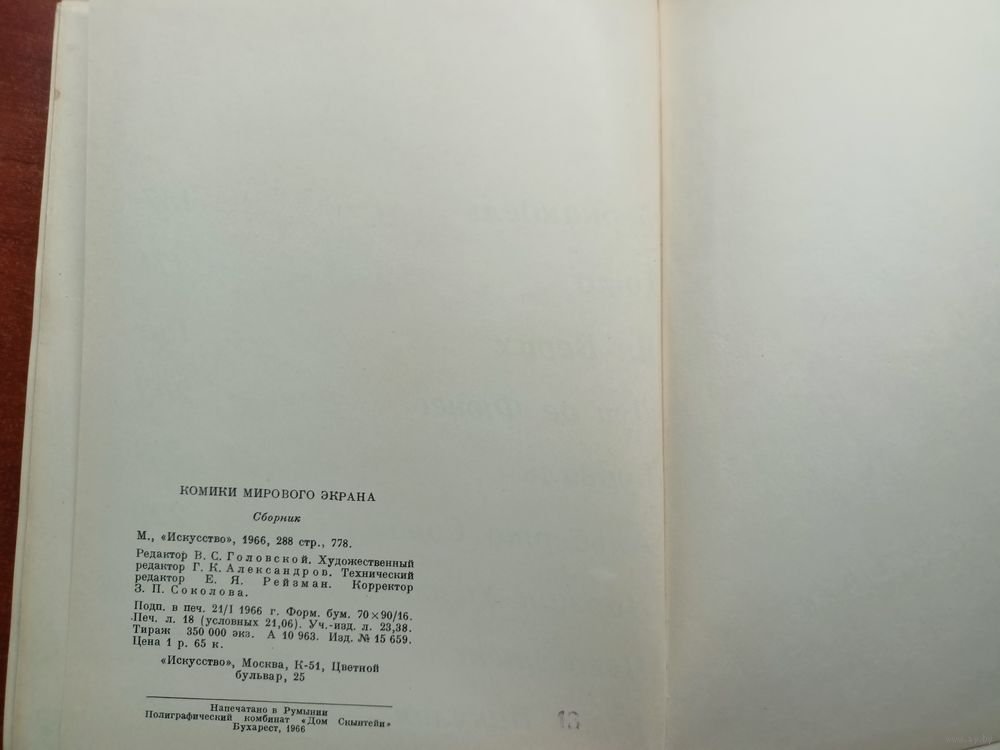 КОМИКИ МИРОВОГО ЭКРАНА
Сборник
М., «Искусство», 1966, 288 стр., 778.
Редактор В. С. Головской. Художественный
редактор Г. К. Александров. Технический
редактор Е. Я. Рейзман. Корректор
З. П. Соколова.
Подп. в печ. 21/I 1966 г. Форм. бум. 70×90/16.
Печ. л. 18 (условных 21,06). Уч.-изд. л. 23,38.
Тираж 350 000 экз. А 10 963. Изд. № 15 659.
Цена 1 р. 65 к.
«Искусство», Москва, К-51, Цветной
бульвар, 25
Напечатано в Румынии
Полиграфический комбинат «Дом Скынтейи»
Бухарест, 1966